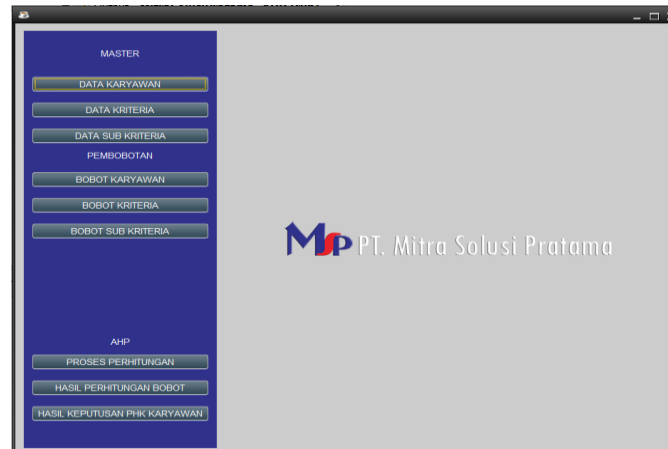 MASTER
DATA KARYAWAN
DATA KRITERIA
DATA SUB KRITERIA
PEMBOBOTAN
BOBOT KARYAWAN
BOBOT KRITERIA
BOBOT SUB KRITERIA
AHP
PROSES PERHITUNGAN
HASIL PERHITUNGAN BOBOT
HASIL KEPUTUSAN PHK KARYAWAN
MSP PT. Mitra Solusi Pratama